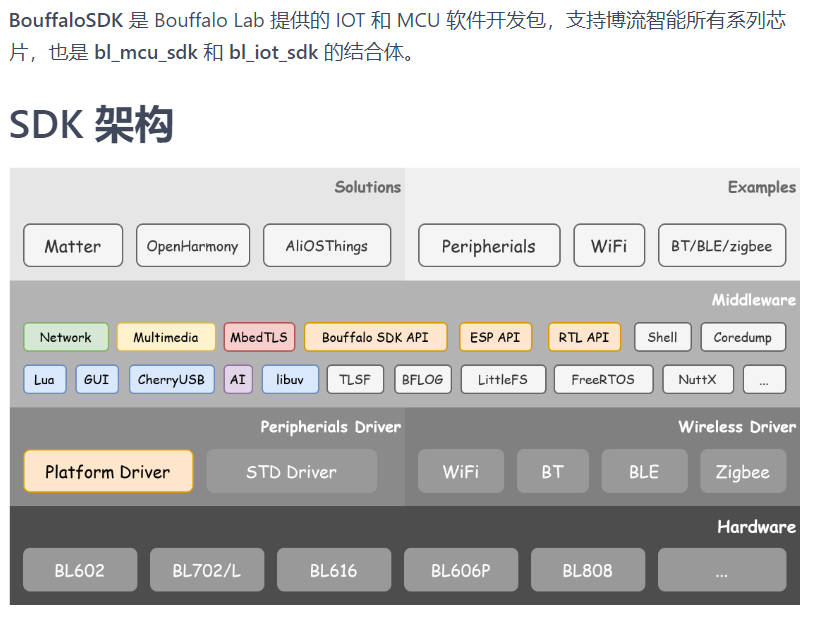 BouffaloSDK 是 Bouffalo Lab 提供的 IOT 和 MCU 软件开发包，支持博流智能所有系列芯
片，也是 bl_mcu_sdk 和 bl_iot_sdk 的结合体。
SDK 架构
Solutions
Examples
Matter OpenHarmony AliOSThings Peripherials WiFi BT/BLE/zigbee
Middleware
Network Multimedia MbedTLS Bouffalo SDK API ESP API RTL API Shell Coredump
Lua GUI CherryUSB AI libuv TLSF BFLOG LittleFS FreeRTOS NuttX ...
Peripherials Driver
Wireless Driver
Platform Driver STD Driver WiFi BT BLE Zigbee
Hardware
BL602 BL702/L BL616 BL606P BL808 ...